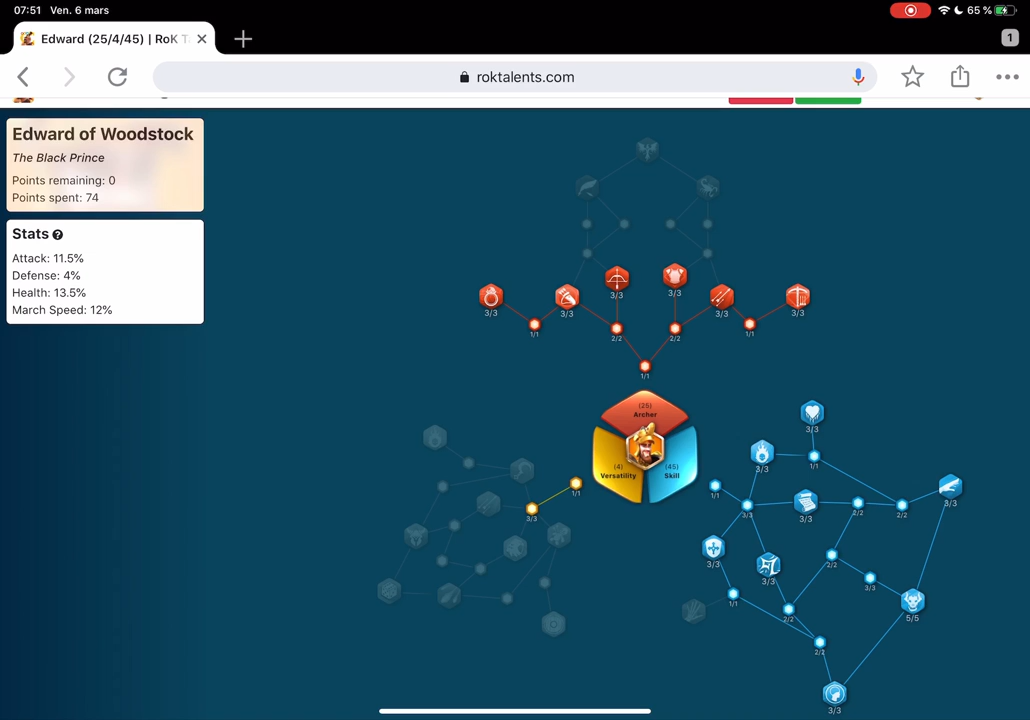 07:51 Ven. 6 mars
65 %
Edward (25/4/45) | RoK T
1
roktalents.com
Edward of Woodstock
The Black Prince
Points remaining: 0
Points spent: 74
Stats
Attack: 11.5%
Defense: 4%
Health: 13.5%
March Speed: 12%
3/3
3/3
3/3
3/3
3/3
3/3
1/1
2/2
2/2
1/1
1/1
(25)
Archer
(4)
Versatility
(45)
Skill
1/1
3/3
3/3
3/3
1/1
1/1
3/3
3/3
2/2
2/2
3/3
3/3
3/3
2/2
3/3
1/1
2/2
5/5
2/2
3/3